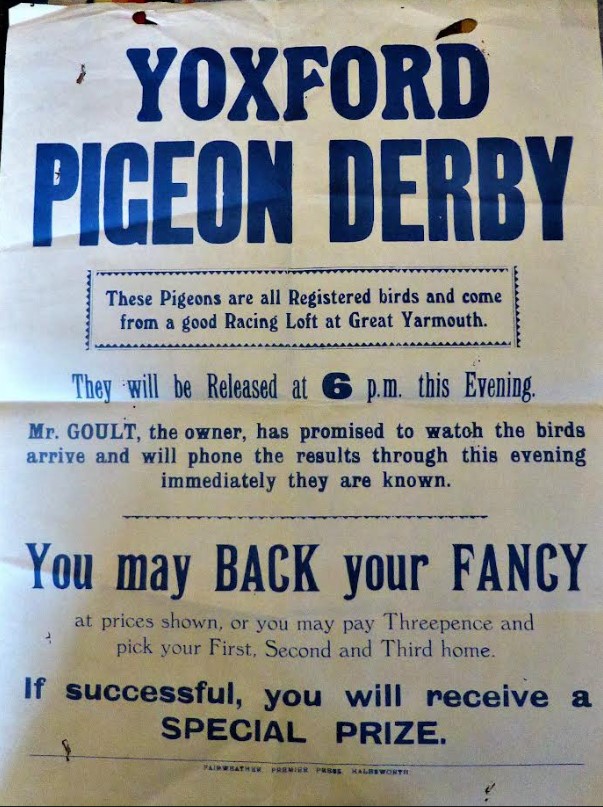 YOXFORD
PIGEON DERBY
These Pigeons are all Registered birds and come
from a good Racing Loft at Great Yarmouth.
They will be Released at 6 p.m. this Evening.
Mr. GOULT, the owner, has promised to watch the birds
arrive and will phone the results through this evening
immediately they are known.
You may BACK your FANCY
at prices shown, or you may pay Threepence and
pick your First, Second and Third home.
If successful, you will receive a
SPECIAL PRIZE.
FAIRWEATHER PREMIER PRESS HALESWORTH